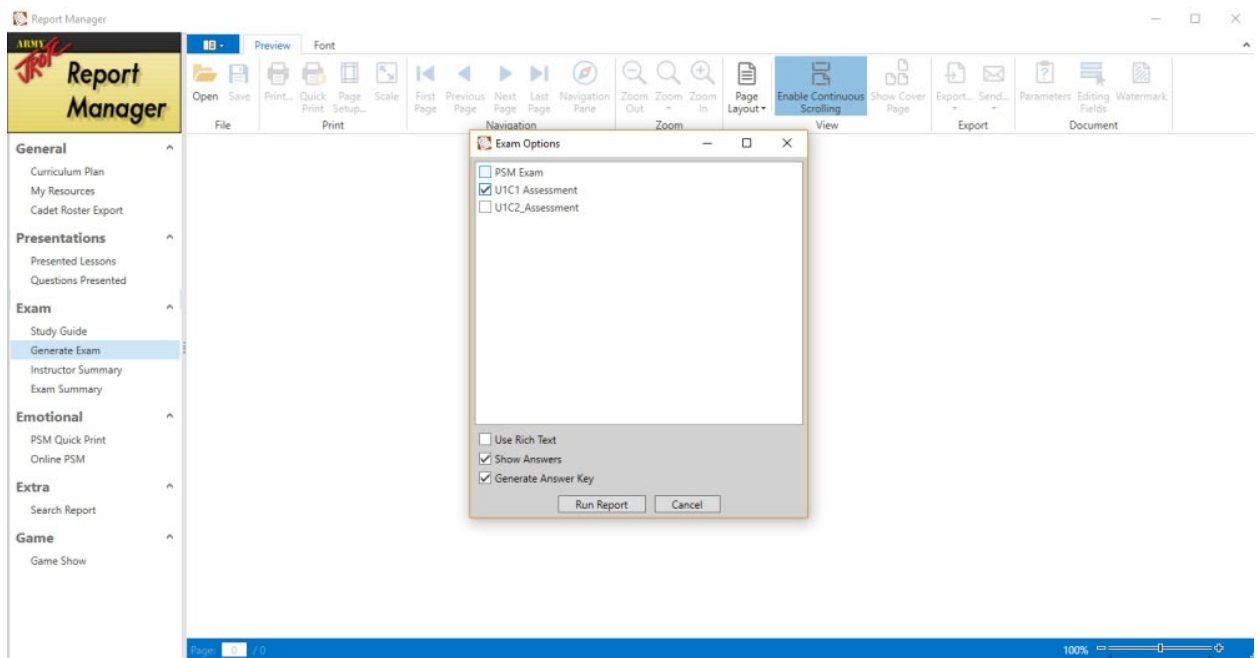 Report Manager
ARMY
JROTC
Report
Manager
Preview Font
Open Save Print... Quick Print Page Setup... Scale First Page Previous Page Next Page Last Page Navigation Pane Zoom Out Zoom Zoom In Page Layout Enable Continuous Scrolling Show Cover Page Export... Send... Parameters Editing Fields Watermark
File Print Navigation Zoom View Export Document
General
Curriculum Plan
My Resources
Cadet Roster Export
Presentations
Presented Lessons
Questions Presented
Exam
Study Guide
Generate Exam
Instructor Summary
Exam Summary
Emotional
PSM Quick Print
Online PSM
Extra
Search Report
Game
Game Show
Exam Options
PSM Exam
U1C1 Assessment
U1C2_Assessment
Use Rich Text
Show Answers
Generate Answer Key
Run Report Cancel
Page: 0 / 0 100%